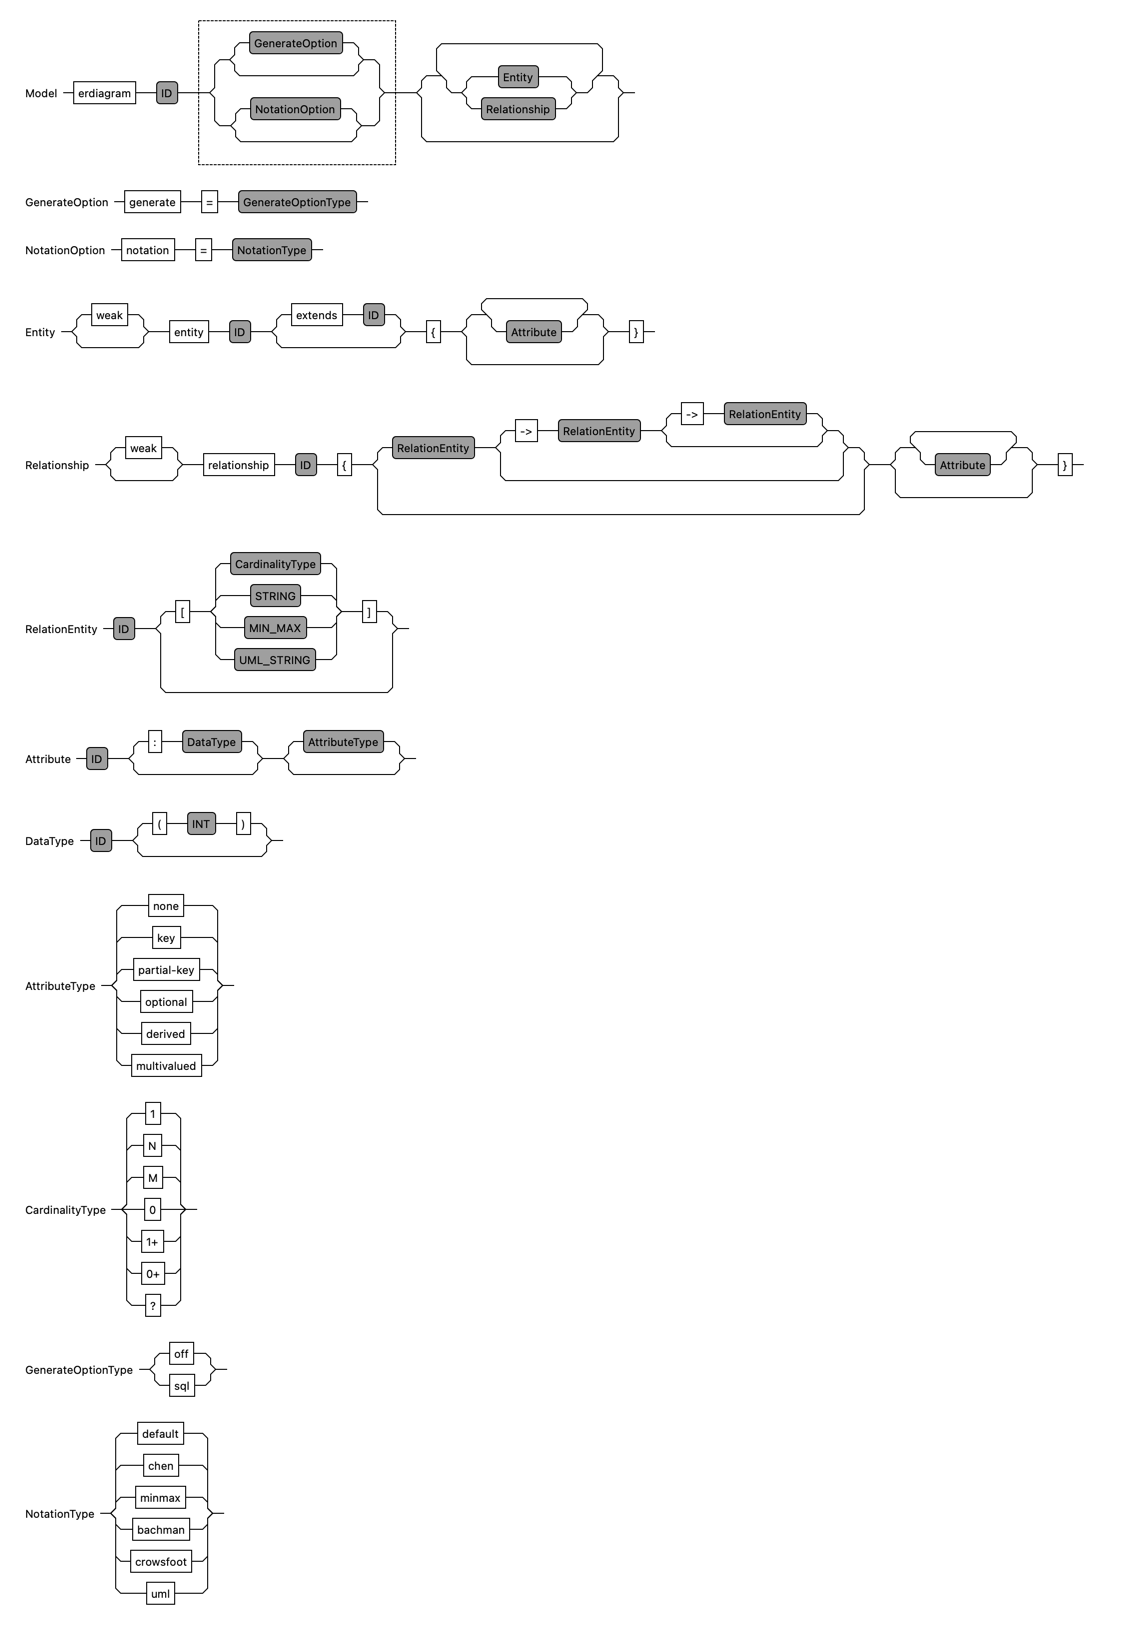 GenerateOption
Entity
Model erdiagram ID
NotationOption Relationship
GenerateOption generate = GenerateOptionType
NotationOption notation = NotationType
weak extends ID
Entity entity ID { Attribute }
-> RelationEntity
-> RelationEntity
weak RelationEntity
Relationship relationship ID { Attribute }
CardinalityType
STRING
[ ]
RelationEntity ID MIN_MAX
UML_STRING
: DataType AttributeType
Attribute ID
( INT )
DataType ID
none
key
partial-key
AttributeType
optional
derived
multivalued
1
N
M
CardinalityType 0
1+
0+
?
off
GenerateOptionType
sql
default
chen
minmax
NotationType
bachman
crowsfoot
uml